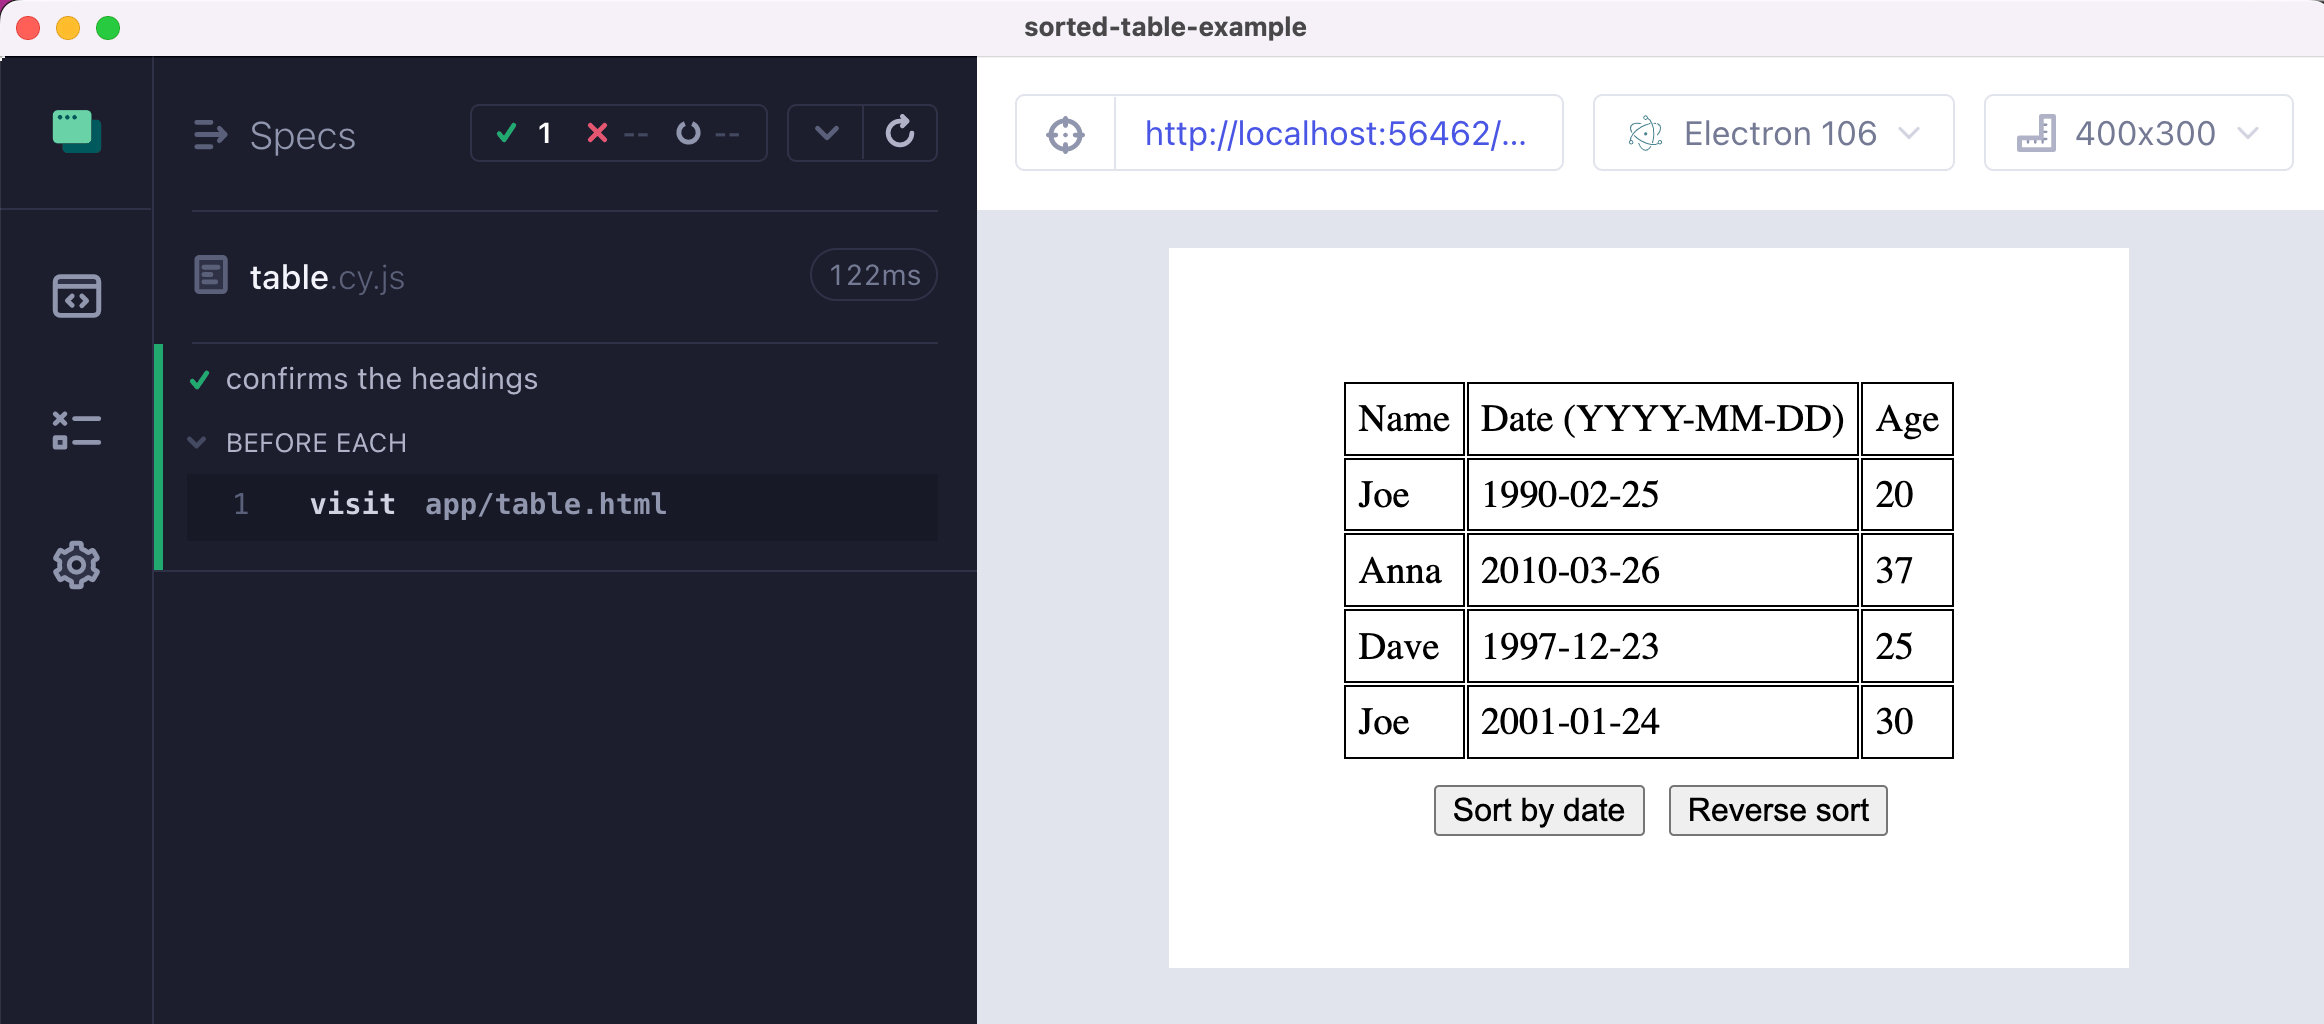 sorted-table-example
Specs
1 -- --
table.cy.js 122ms
confirms the headings
BEFORE EACH
1 visit app/table.html
http://localhost:56462/... Electron 106 400x300
Name Date (YYYY-MM-DD) Age
Joe 1990-02-25 20
Anna 2010-03-26 37
Dave 1997-12-23 25
Joe 2001-01-24 30
Sort by date Reverse sort